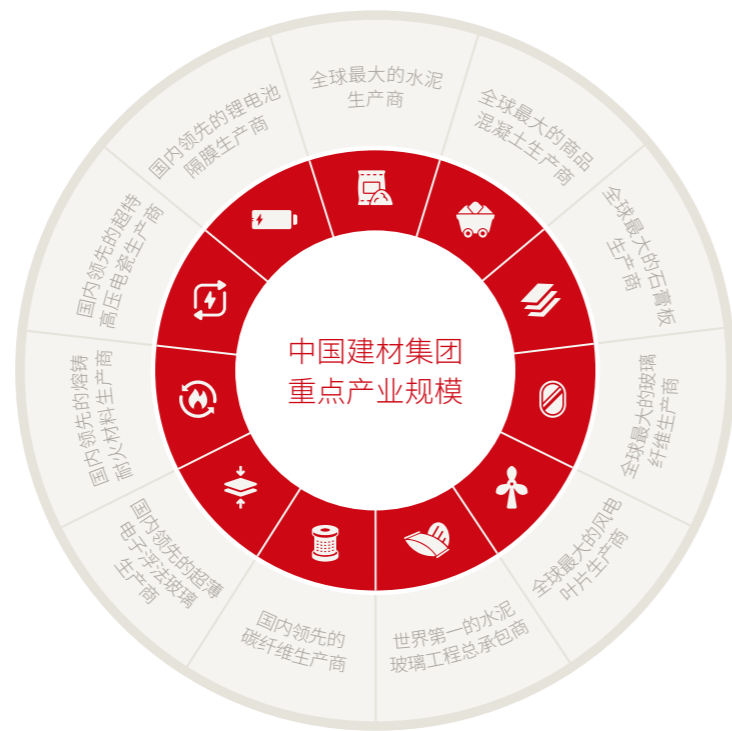 中国建材集团
重点产业规模
全球最大的水泥
生产商
全球最大的商品
混凝土生产商
全球最大的石膏板
生产商
全球最大的玻璃
纤维生产商
全球最大的风电
叶片生产商
世界第一的水泥
玻璃工程总承包商
国内领先的
碳纤维生产商
国内领先的超薄
电子浮法玻璃
生产商
国内领先的熔铸
耐火材料生产商
国内领先的超特
高压电瓷生产商
国内领先的锂电池
隔膜生产商